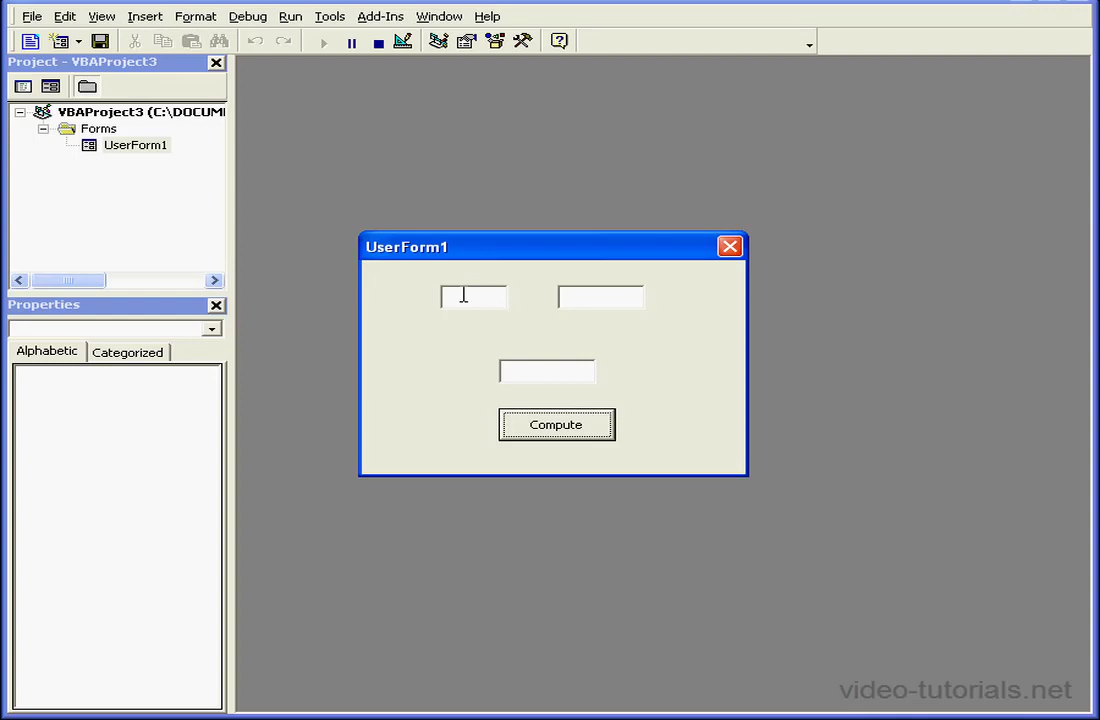 File Edit View Insert Format Debug Run Tools Add-Ins Window Help
Project - VBAProject3
VBAProject3 (C:\DOCUM
Forms
UserForm1
Properties
Alphabetic Categorized
UserForm1
Compute
video-tutorials.net